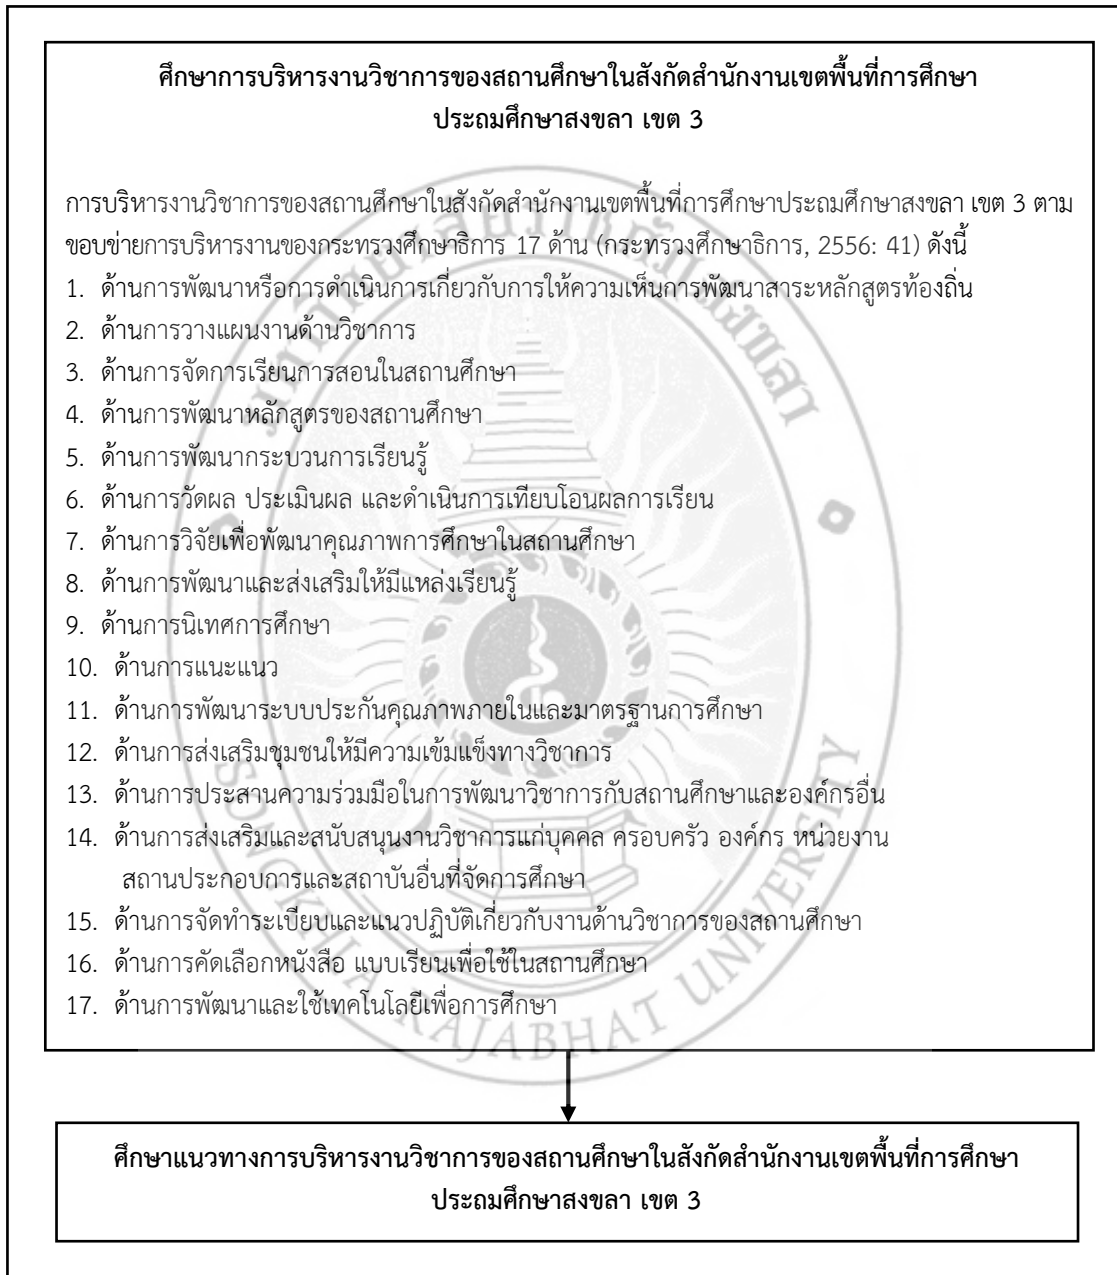 ศึกษาการบริหารงานวิชาการของสถานศึกษาในสังกัดสำนักงานเขตพื้นที่การศึกษา
ประถมศึกษาสงขลา เขต 3
การบริหารงานวิชาการของสถานศึกษาในสังกัดสำนักงานเขตพื้นที่การศึกษาประถมศึกษาสงขลา เขต 3 ตาม
ขอบข่ายการบริหารงานของกระทรวงศึกษาธิการ 17 ด้าน (กระทรวงศึกษาธิการ, 2556: 41) ดังนี้
1. ด้านการพัฒนาหรือการดำเนินการเกี่ยวกับการให้ความเห็นการพัฒนาสาระหลักสูตรท้องถิ่น
2. ด้านการวางแผนงานด้านวิชาการ
3. ด้านการจัดการเรียนการสอนในสถานศึกษา
4. ด้านการพัฒนาหลักสูตรของสถานศึกษา
5. ด้านการพัฒนากระบวนการเรียนรู้
6. ด้านการวัดผล ประเมินผล และดำเนินการเทียบโอนผลการเรียน
7. ด้านการวิจัยเพื่อพัฒนาคุณภาพการศึกษาในสถานศึกษา
8. ด้านการพัฒนาและส่งเสริมให้มีแหล่งเรียนรู้
9. ด้านการนิเทศการศึกษา
10. ด้านการแนะแนว
11. ด้านการพัฒนาระบบประกันคุณภาพภายในและมาตรฐานการศึกษา
12. ด้านการส่งเสริมชุมชนให้มีความเข้มแข็งทางวิชาการ
13. ด้านการประสานความร่วมมือในการพัฒนาวิชาการกับสถานศึกษาและองค์กรอื่น
14. ด้านการส่งเสริมและสนับสนุนงานวิชาการแก่บุคคล ครอบครัว องค์กร หน่วยงาน
สถานประกอบการและสถาบันอื่นที่จัดการศึกษา
15. ด้านการจัดทำระเบียบและแนวปฏิบัติเกี่ยวกับงานด้านวิชาการของสถานศึกษา
16. ด้านการคัดเลือกหนังสือ แบบเรียนเพื่อใช้ในสถานศึกษา
17. ด้านการพัฒนาและใช้เทคโนโลยีเพื่อการศึกษา
มหาวิทยาลัยราชภัฏสงขลา
SONGKHLA RAJABHAT UNIVERSITY
ศึกษาแนวทางการบริหารงานวิชาการของสถานศึกษาในสังกัดสำนักงานเขตพื้นที่การศึกษา
ประถมศึกษาสงขลา เขต 3